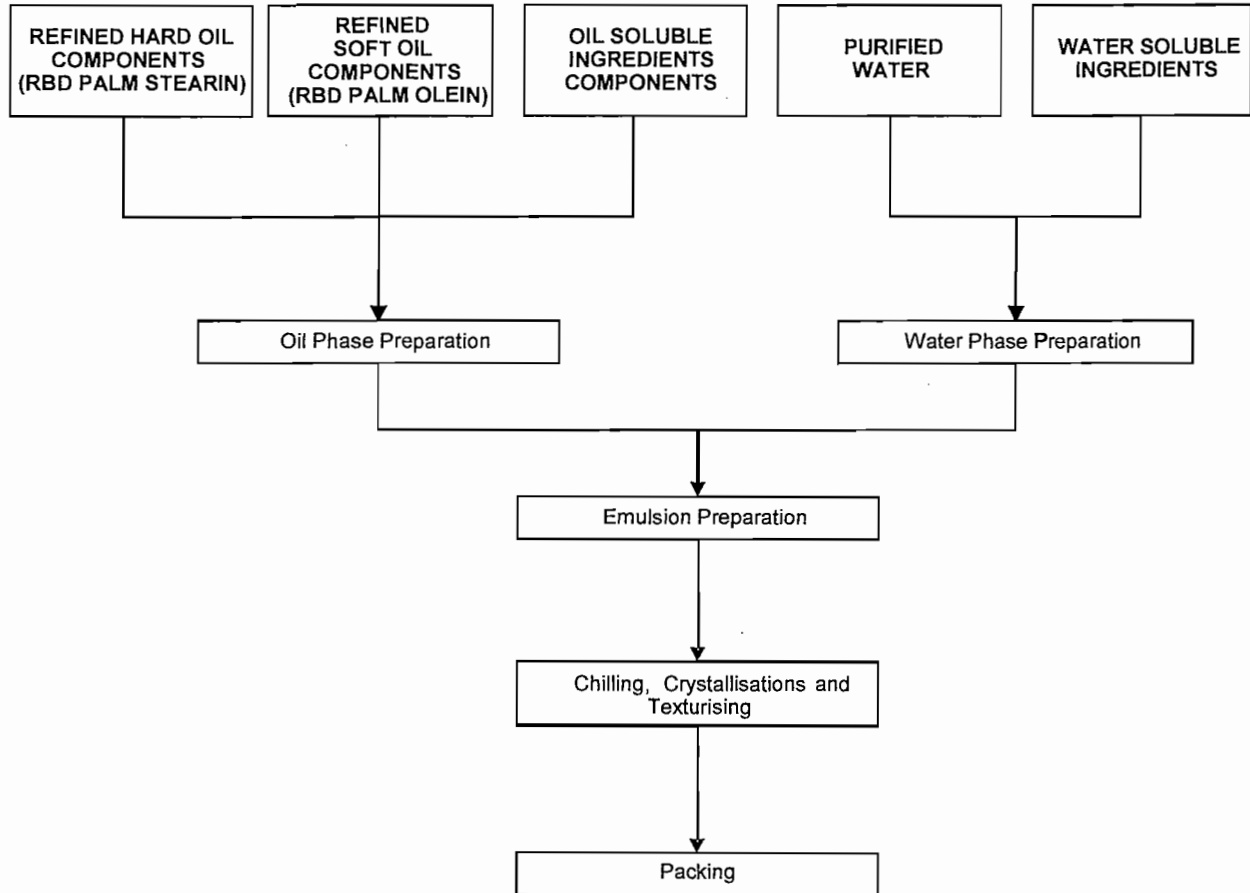 REFINED HARD OIL
COMPONENTS
(RBD PALM STEARIN)
REFINED
SOFT OIL
COMPONENTS
(RBD PALM OLEIN)
OIL SOLUBLE
INGREDIENTS
COMPONENTS
PURIFIED
WATER
WATER SOLUBLE
INGREDIENTS
Oil Phase Preparation
Water Phase Preparation
Emulsion Preparation
Chilling, Crystallisations and
Texturising
Packing